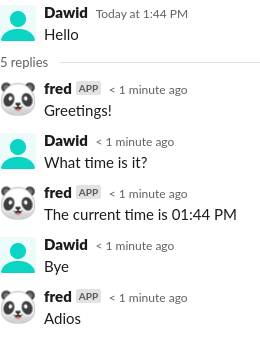 Dawid Today at 1:44 PM
Hello
5 replies
fred APP < 1 minute ago
Greetings!
Dawid < 1 minute ago
What time is it?
fred APP < 1 minute ago
The current time is 01:44 PM
Dawid < 1 minute ago
Bye
fred APP < 1 minute ago
Adios